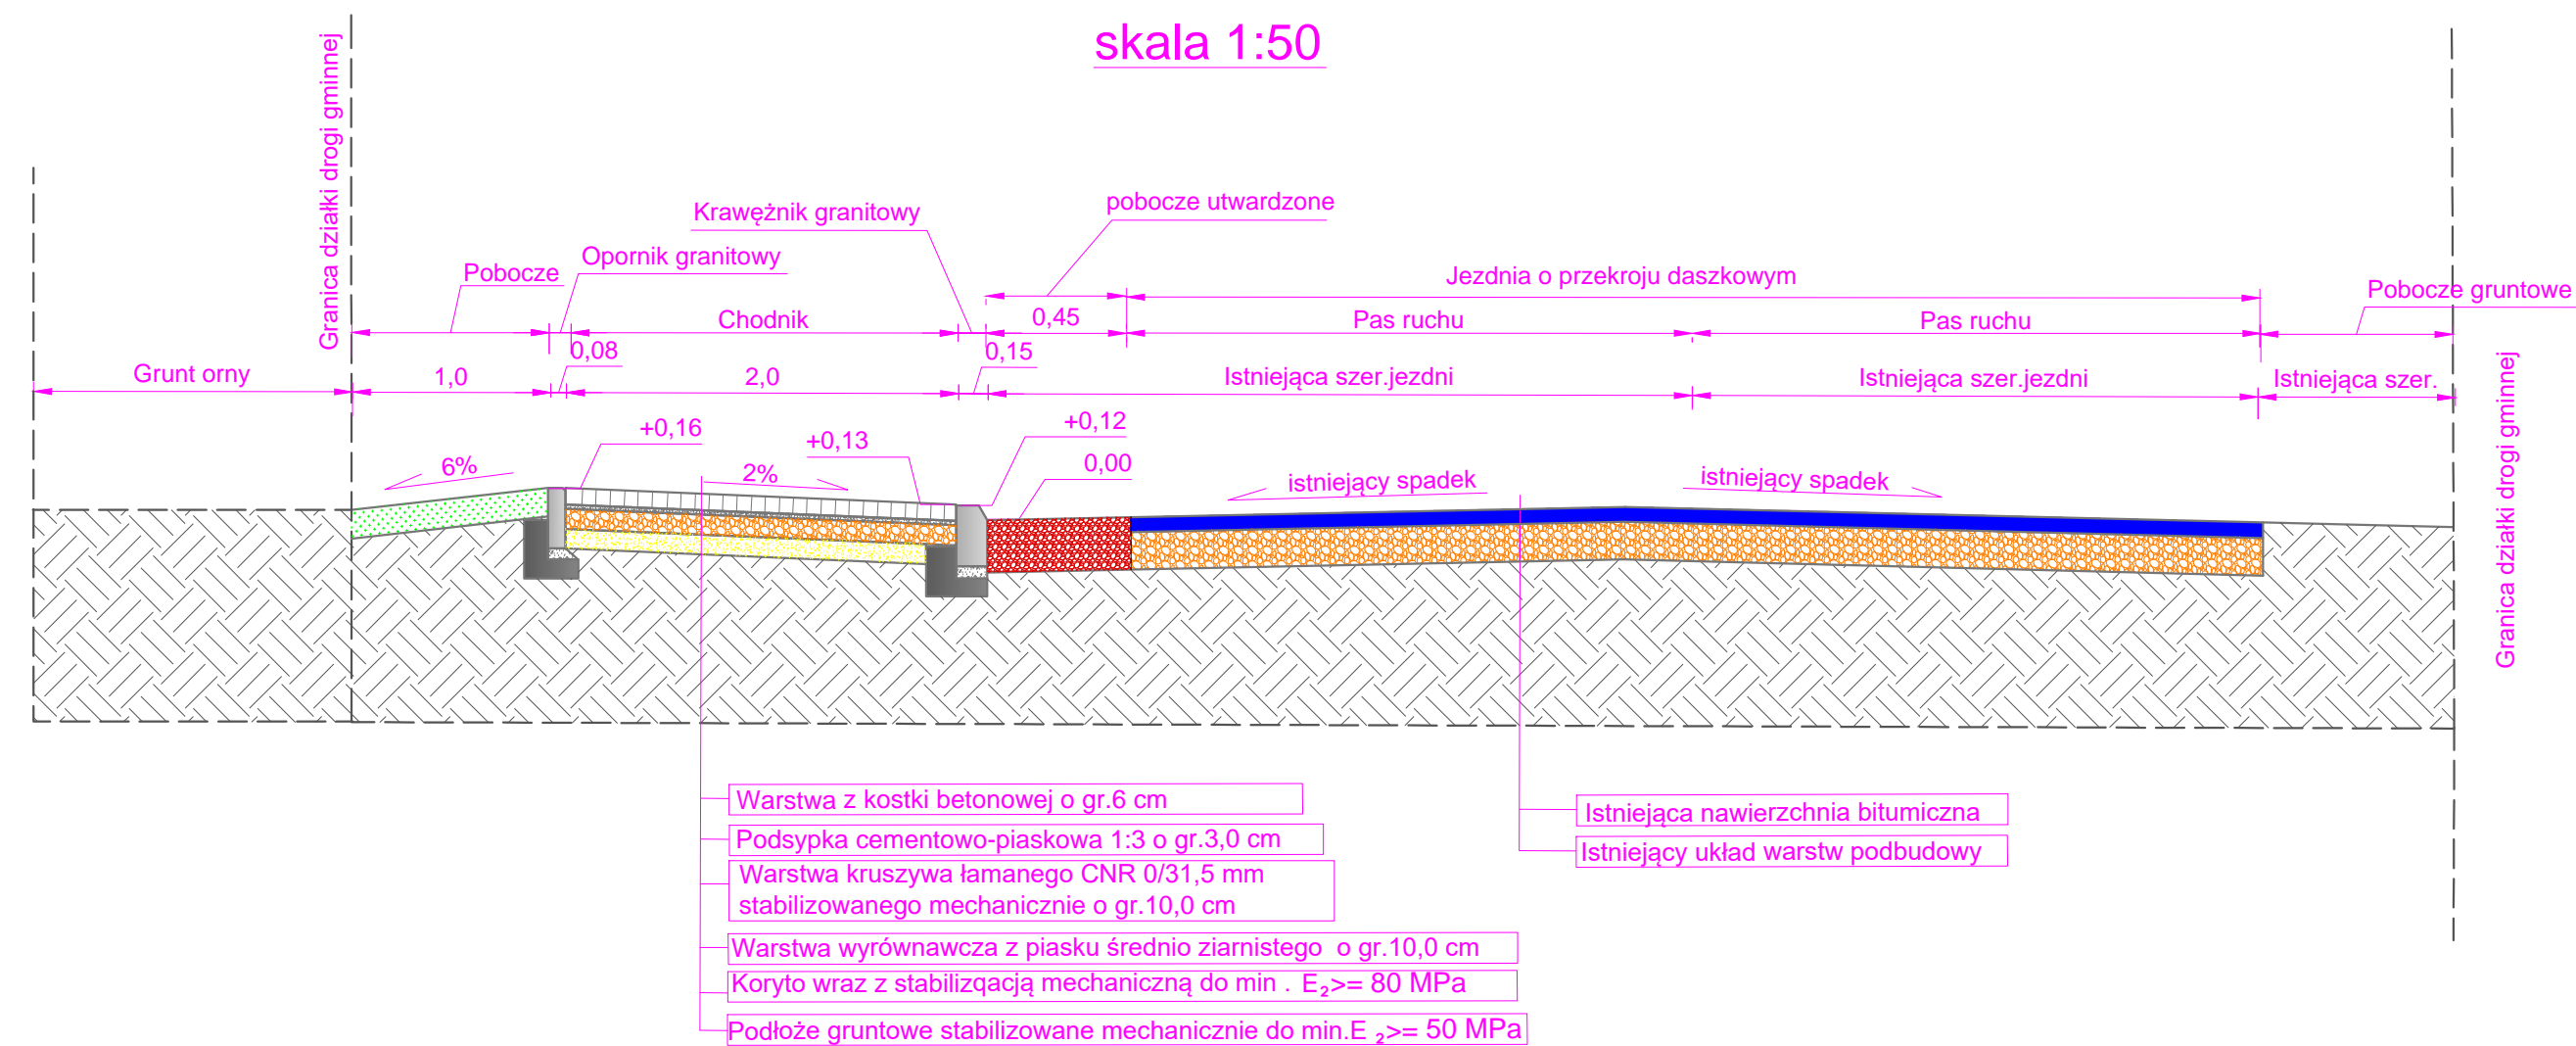 skala 1:50
Granica działki drogi gminnej
Krawężnik granitowy
pobocze utwardzone
Opornik granitowy
Pobocze
Jezdnia o przekroju daszkowym
Pobocze gruntowe
Chodnik
0,45
Pas ruchu
Pas ruchu
0,08
0,15
Grunt orny
1,0
2,0
Istniejąca szer.jezdni
Istniejąca szer.jezdni
Istniejąca szer.
Granica działki drogi gminnej
+0,16
+0,13
+0,12
0,00
6%
2%
istniejący spadek
istniejący spadek
Warstwa z kostki betonowej o gr.6 cm
Podsypka cementowo-piaskowa 1:3 o gr.3,0 cm
Warstwa kruszywa łamanego CNR 0/31,5 mm
stabilizowanego mechanicznie o gr.10,0 cm
Warstwa wyrównawcza z piasku średnio ziarnistego o gr.10,0 cm
Koryto wraz z stabilizqacją mechaniczną do min . E₂>= 80 MPa
Podłoże gruntowe stabilizowane mechanicznie do min.E ₂>= 50 MPa
Istniejąca nawierzchnia bitumiczna
Istniejący układ warstw podbudowy